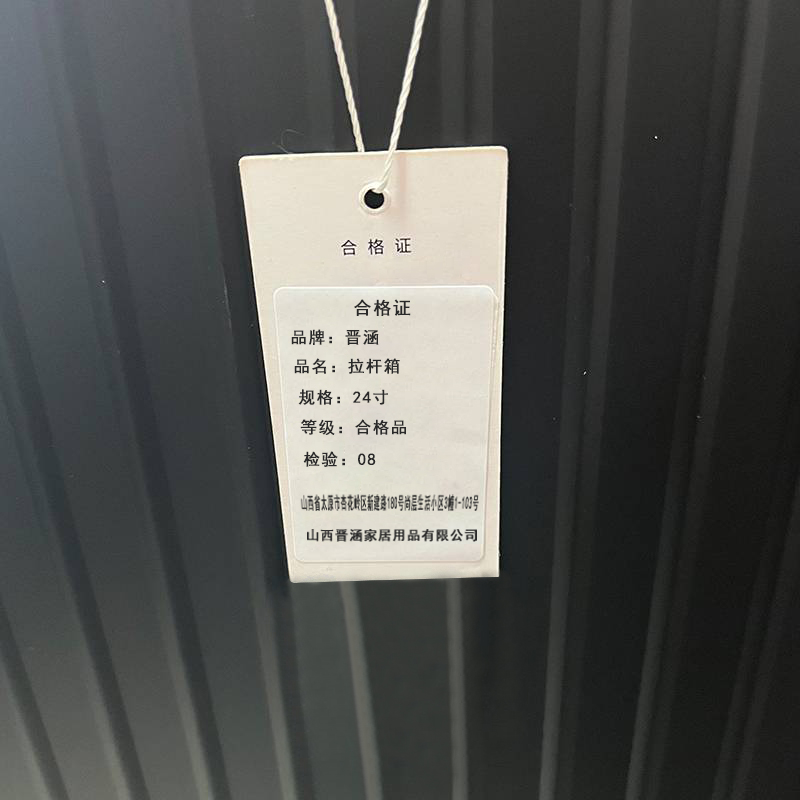 合格证
合格证
品牌：晋涵
品名：拉杆箱
规格：24寸
等级：合格品
检验：08
山西省太原市杏花岭区新建路180号尚层生活小区3幢1-103号
山西晋涵家居用品有限公司